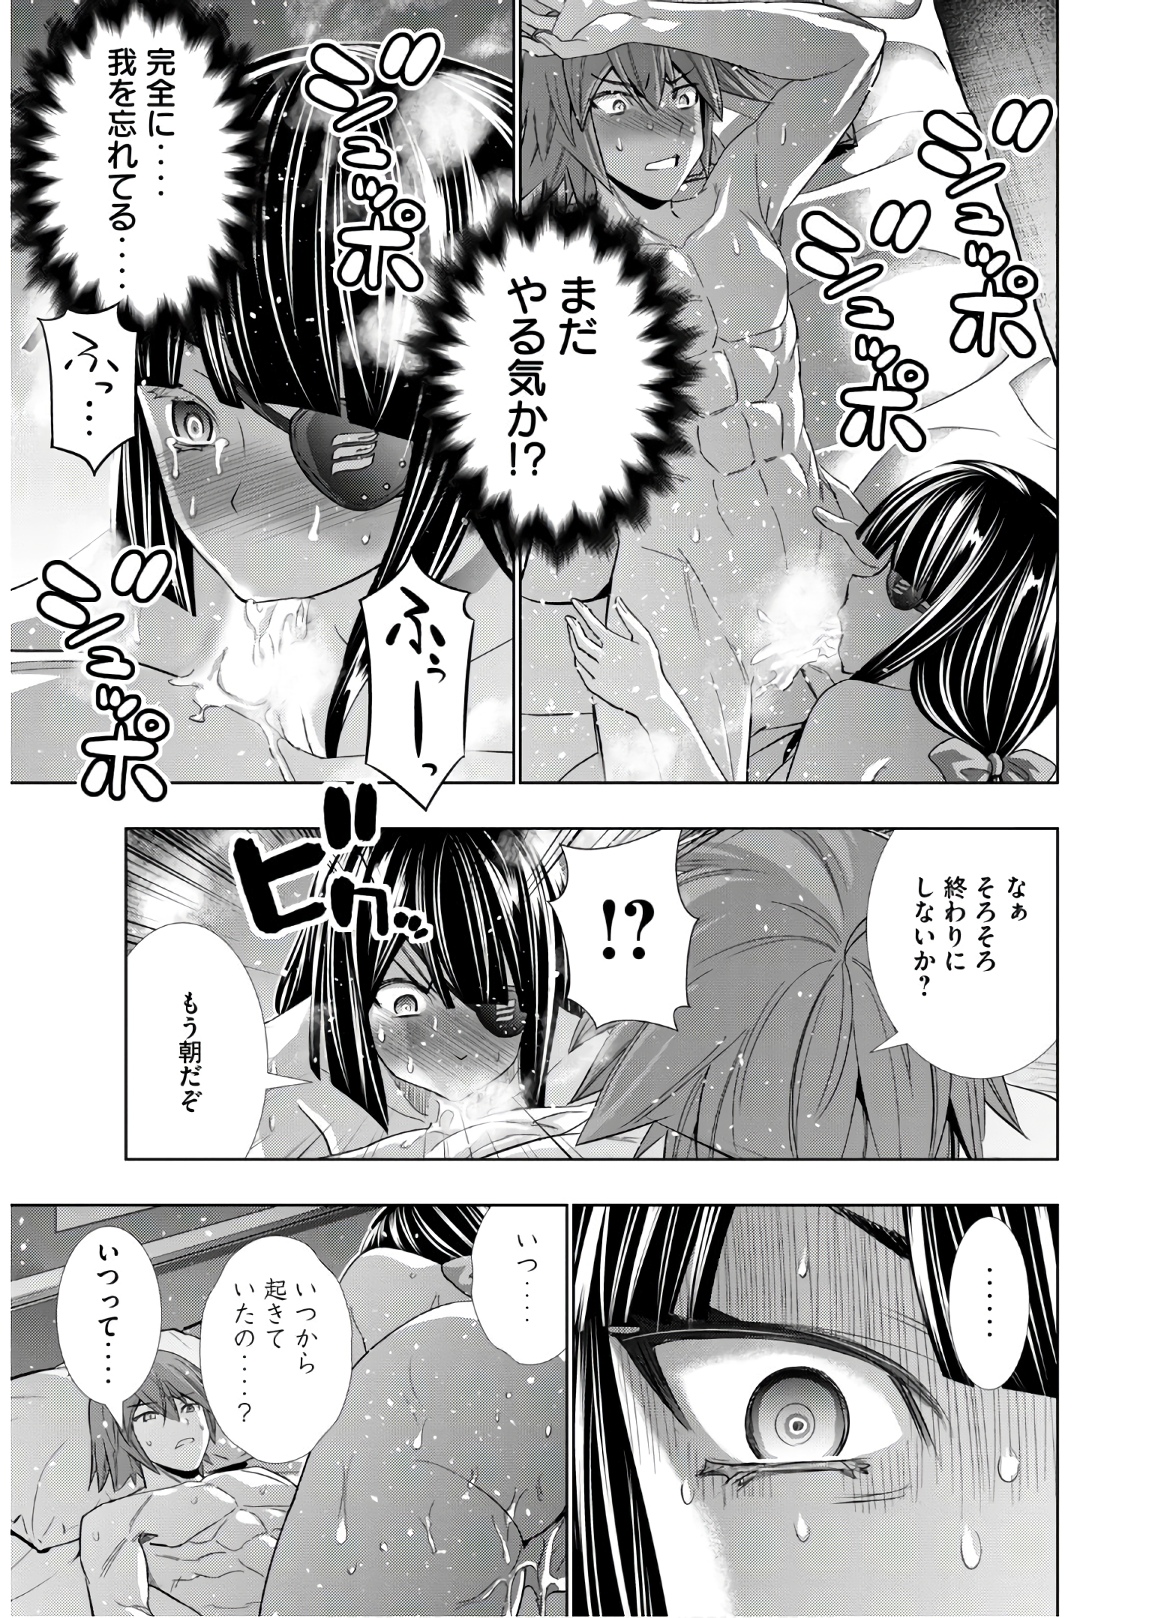 ジュッポ
ジュッポ
まだ
やる気か!?
ジュッポ
完全に‥‥
我を忘れてる‥‥‥
ふっ…
ふぅーっ
ジュッポ
なぁ
そろそろ
終わりに
しないか?
!?
ビクッ
もう朝だぞ
‥‥‥
いつ‥‥
いつから
起きて
いたの‥‥‥?
いつって‥‥‥